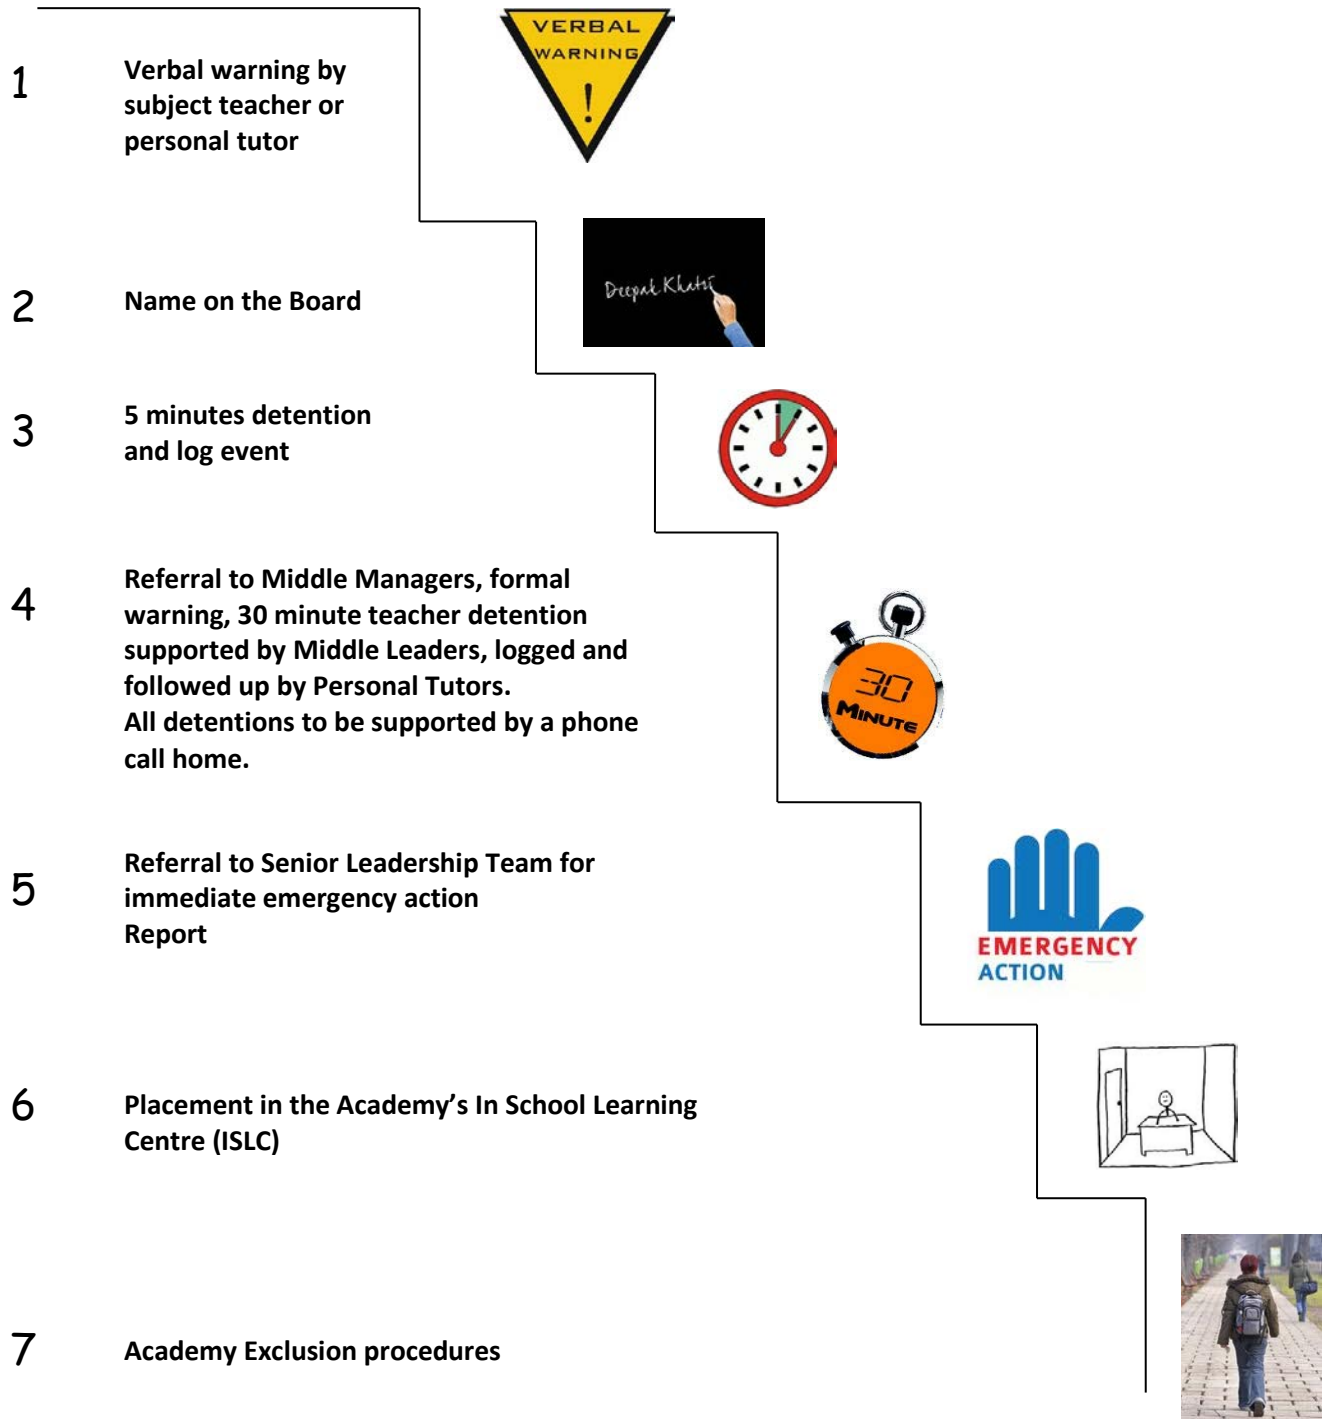 VERBAL
WARNING
!
1
Verbal warning by
subject teacher or
personal tutor
2
Name on the Board
Deepak Khatri
3
5 minutes detention
and log event
4
Referral to Middle Managers, formal
warning, 30 minute teacher detention
supported by Middle Leaders, logged and
followed up by Personal Tutors.
All detentions to be supported by a phone
call home.
30
MINUTE
5
Referral to Senior Leadership Team for
immediate emergency action
Report
EMERGENCY
ACTION
6
Placement in the Academy’s In School Learning
Centre (ISLC)
7
Academy Exclusion procedures